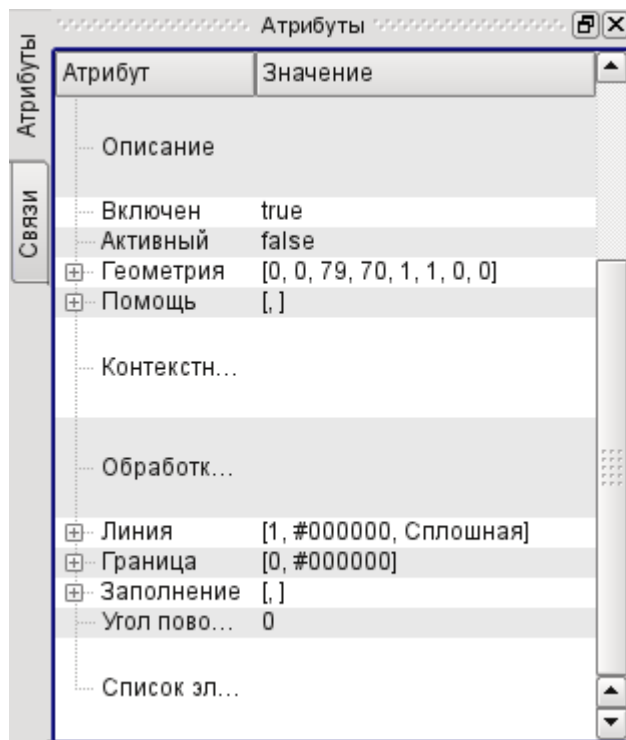 Атрибуты
Атрибуты
Связи
Атрибут Значение
Описание
Включен true
Активный false
Геометрия [0, 0, 79, 70, 1, 1, 0, 0]
Помощь [, ]
Контекстн...
Обработк...
Линия [1, #000000, Сплошная]
Граница [0, #000000]
Заполнение [, ]
Угол пово... 0
Список эл...